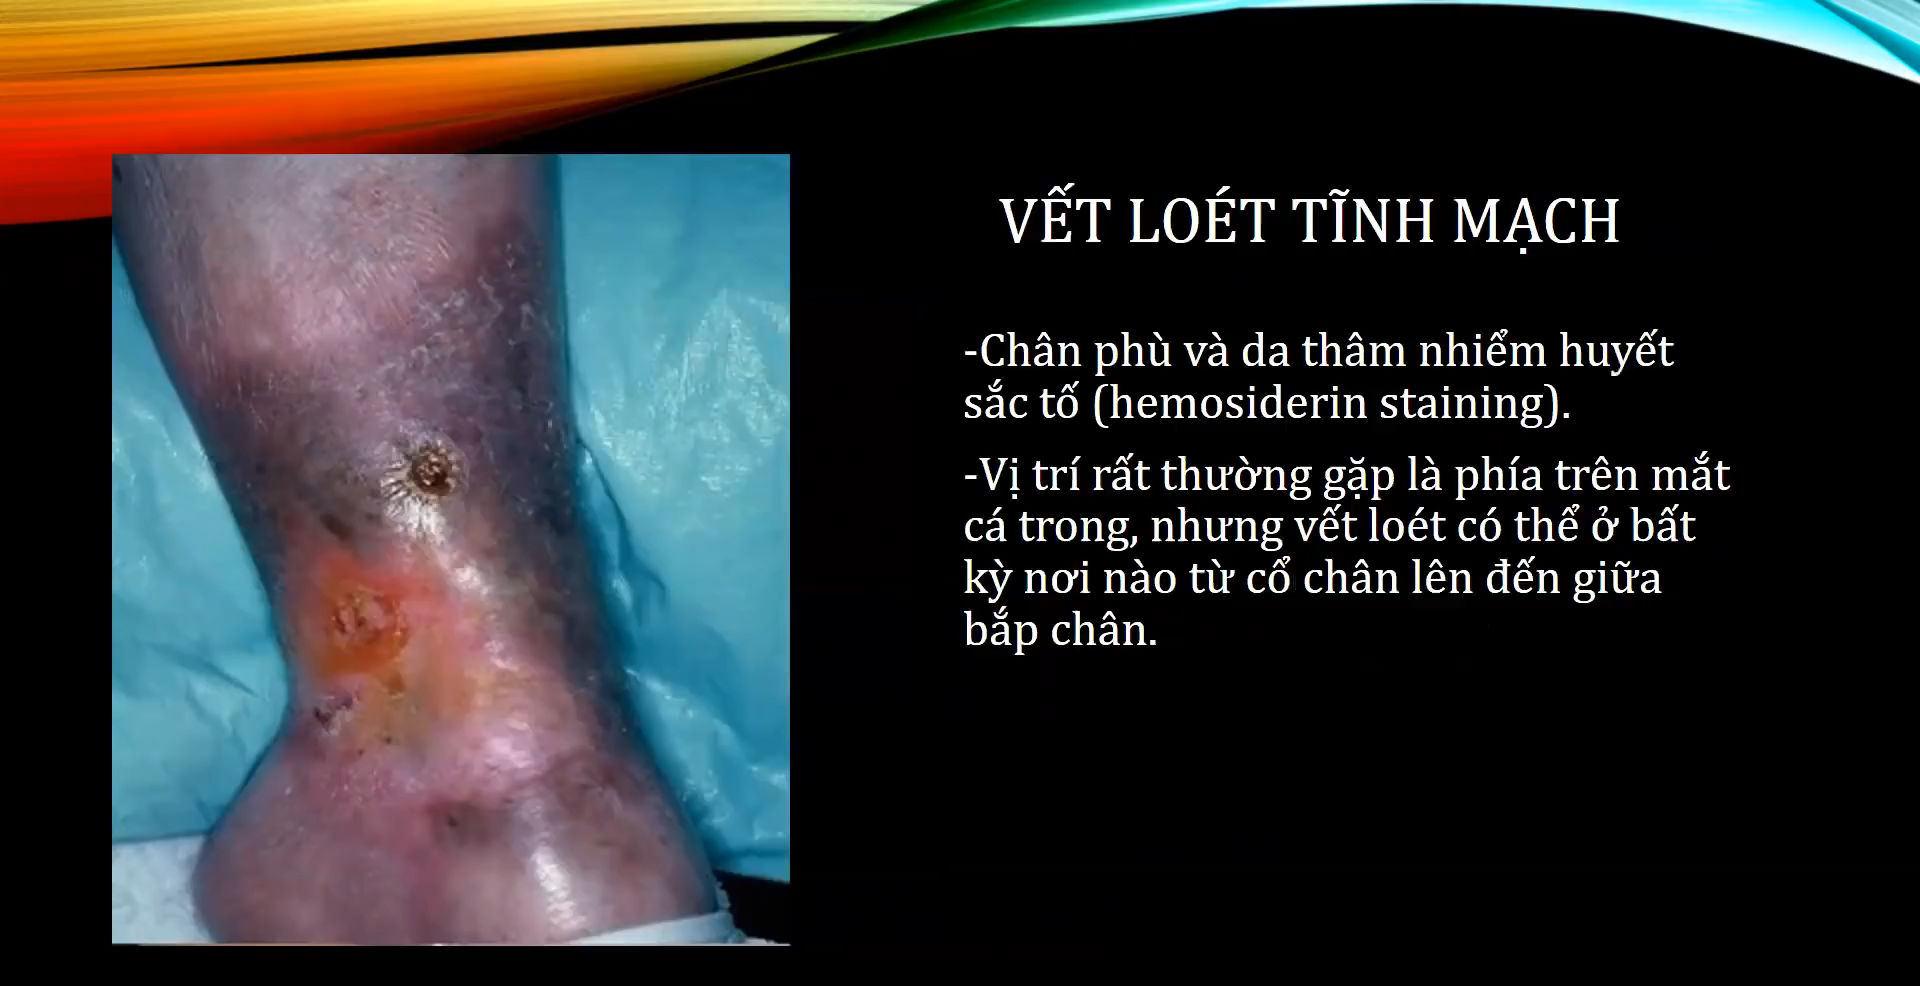 VẾT LOÉT TĨNH MẠCH
-Chân phù và da thâm nhiểm huyết
sắc tố (hemosiderin staining).
-Vị trí rất thường gặp là phía trên mắt
cá trong, nhưng vết loét có thể ở bất
kỳ nơi nào từ cổ chân lên đến giữa
bắp chân.